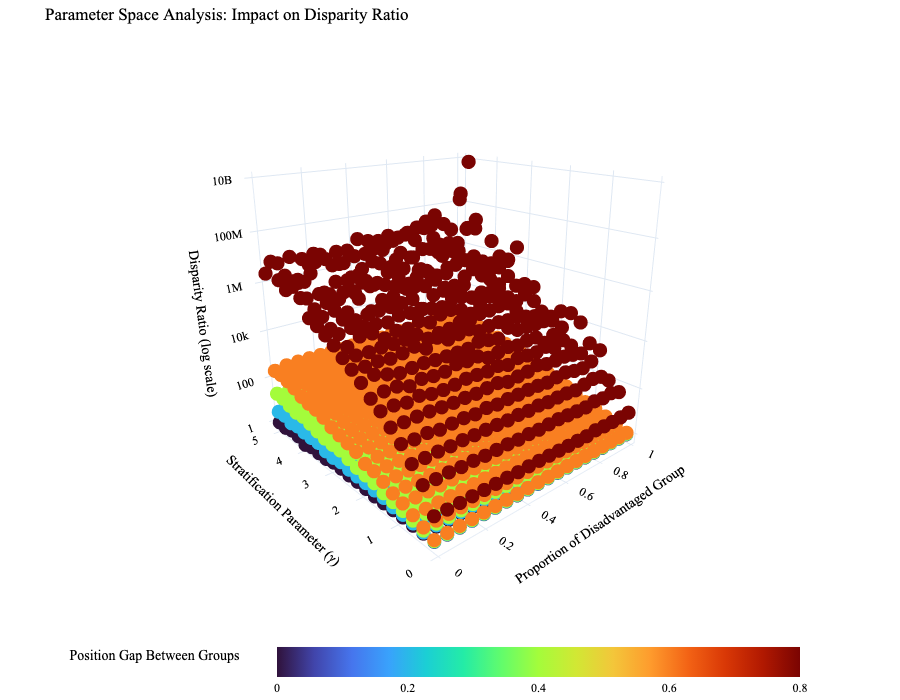 Parameter Space Analysis: Impact on Disparity Ratio
10B
100M
1M
10k
100
1
Disparity Ratio (log scale)
5
4
3
2
1
0
Stratification Parameter (γ)
0
0.2
0.4
0.6
0.8
1
Proportion of Disadvantaged Group
Position Gap Between Groups
0
0.2
0.4
0.6
0.8